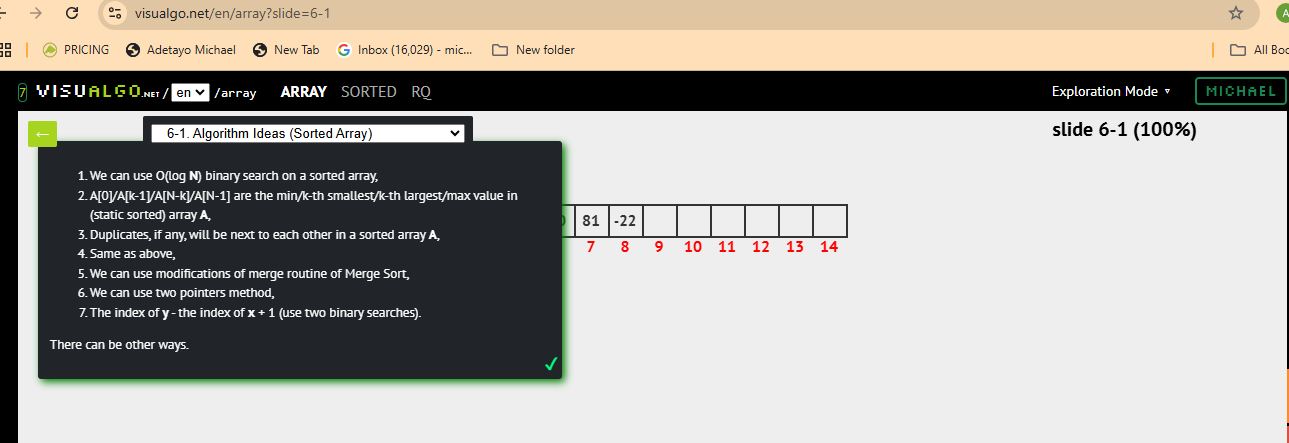 visualgo.net/en/array?slide=6-1
PRICING Adetayo Michael New Tab Inbox (16,029) - mic... New folder All Boo
7 VISUALGO.NET / en /array ARRAY SORTED RQ Exploration Mode ▾ MICHAEL
← 6-1. Algorithm Ideas (Sorted Array) slide 6-1 (100%)
1. We can use O(log N) binary search on a sorted array,
2. A[0]/A[k-1]/A[N-k]/A[N-1] are the min/k-th smallest/k-th largest/max value in
(static sorted) array A,
3. Duplicates, if any, will be next to each other in a sorted array A,
4. Same as above,
5. We can use modifications of merge routine of Merge Sort,
6. We can use two pointers method,
7. The index of y - the index of x + 1 (use two binary searches).
There can be other ways.
81 -22
7 8 9 10 11 12 13 14